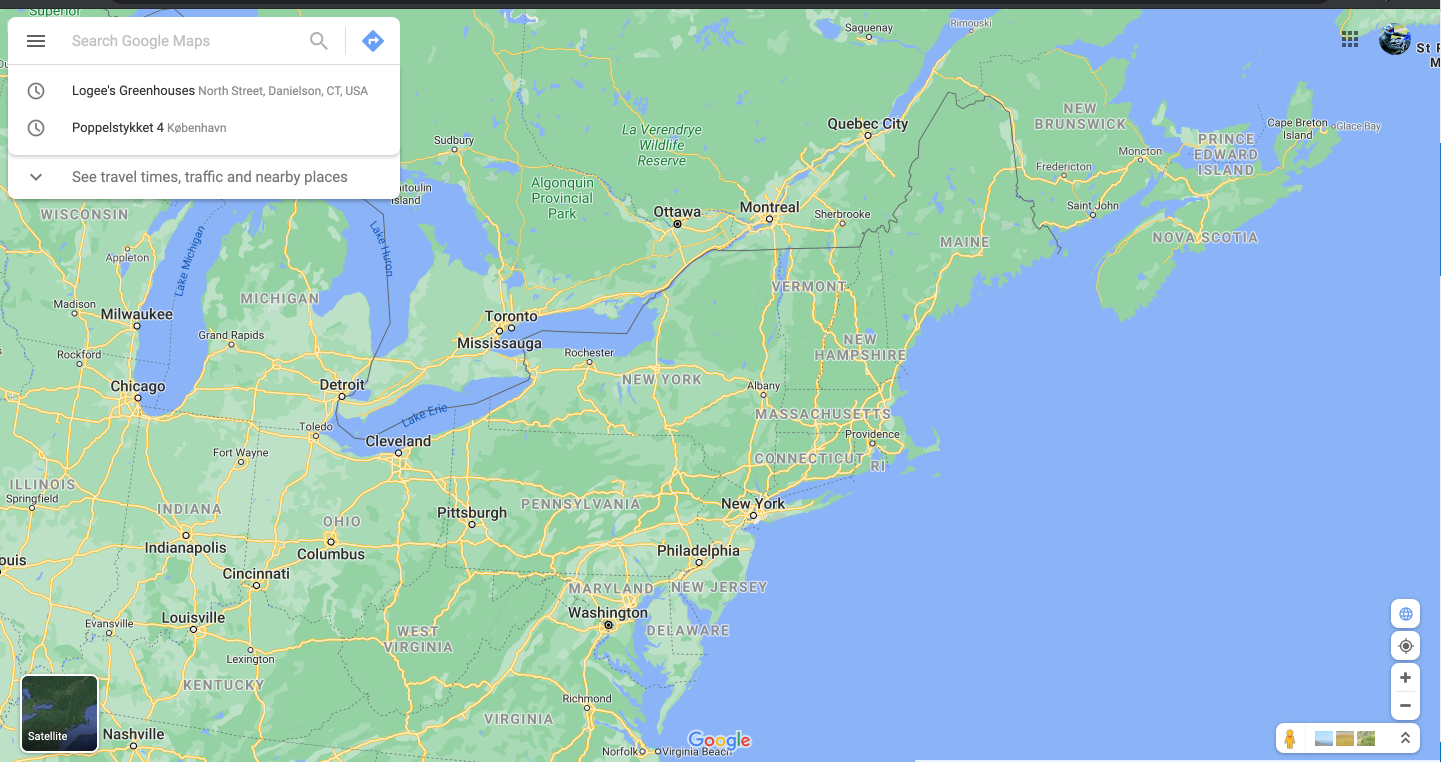 Superior
Search Google Maps
Logee's Greenhouses North Street, Danielson, CT, USA
Poppelstykket 4 København
See travel times, traffic and nearby places
Saguenay
Rimouski
St
NEW
BRUNSWICK
Quebec City
La Verendrye
Wildlife
Reserve
Sudbury
Cape Breton
Island
Glace Bay
PRINCE
EDWARD
ISLAND
Moncton
Fredericton
Algonquin
Provincial
Park
Island
WISCONSIN
Ottawa
Montreal
Sherbrooke
Saint John
NOVA SCOTIA
MAINE
Lake Michigan
Lake Huron
Appleton
VERMONT
MICHIGAN
Madison
Milwaukee
Toronto
Mississauga
Grand Rapids
Rockford
Rochester
NEW
HAMPSHIRE
Chicago
Detroit
NEW YORK
Albany
Lake Erie
MASSACHUSETTS
Toledo
Cleveland
Providence
Fort Wayne
CONNECTICUT
RI
ILLINOIS
Springfield
INDIANA
OHIO
Pittsburgh
PENNSYLVANIA
New York
Indianapolis
Columbus
Philadelphia
ouis
Cincinnati
MARYLAND
NEW JERSEY
Evansville
Louisville
Washington
DELAWARE
WEST
VIRGINIA
Lexington
KENTUCKY
Richmond
VIRGINIA
Satellite
Nashville
Norfolk
Virginia Beach
Google